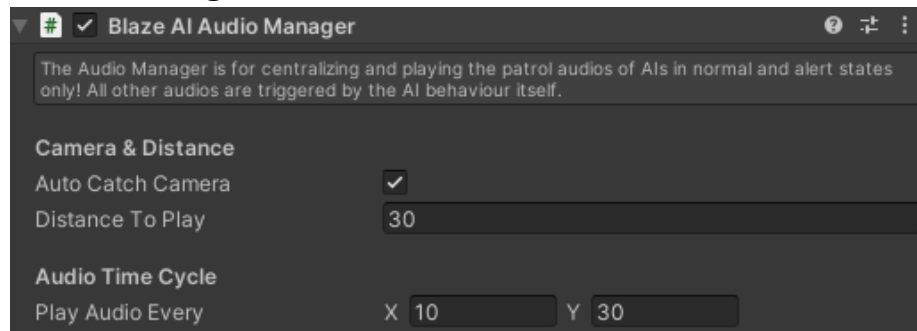 Blaze AI Audio Manager
The Audio Manager is for centralizing and playing the patrol audios of AIs in normal and alert states
only! All other audios are triggered by the AI behaviour itself.
Camera & Distance
Auto Catch Camera
Distance To Play 30
Audio Time Cycle
Play Audio Every X 10 Y 30